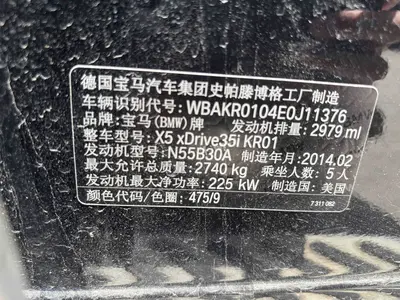 德国宝马汽车集团史帕滕博格工厂制造
车辆识别代号: WBAKR0104E0J11376
品牌: 宝马(BMW)牌 发动机排量: 2979 ml
整车型号: X5 xDrive35i KR01
发动机型号: N55B30A 制造年月: 2014.02
最大允许总质量: 2740 kg 乘坐人数: 5 人
发动机最大净功率: 225 kW 制造国: 美国
颜色代码/色圈: 475/9
7 311 052